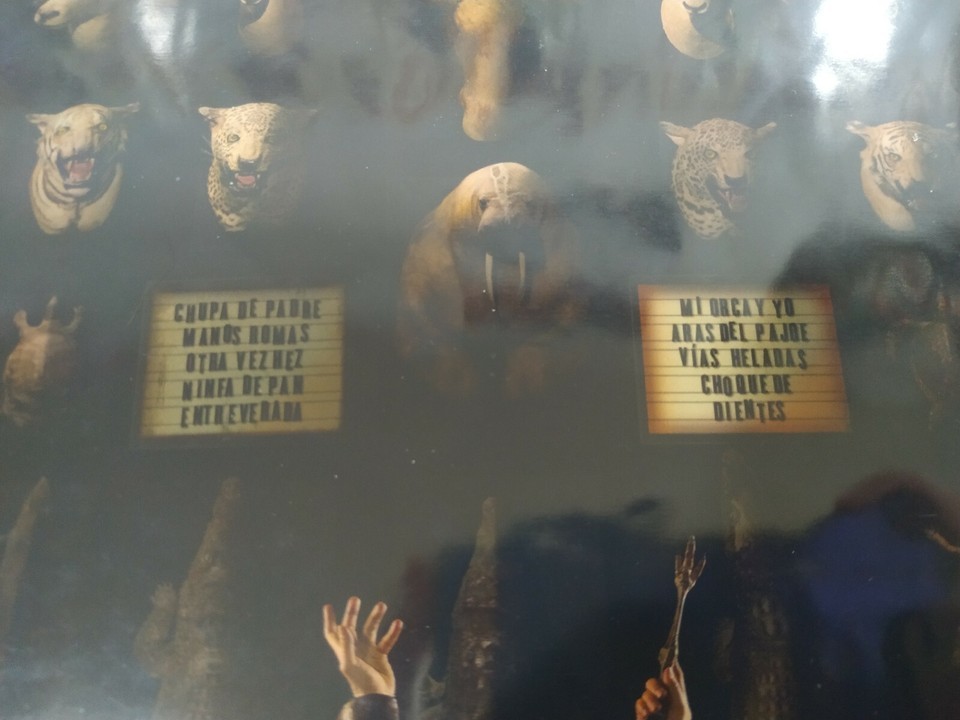 CHUPA DE PADRE
MANOS ROMAS
OTRA VEZ HEZ
NINFA DE PAN
ENTREVERADA
MI ORCA Y YO
ARAS DEL PAJOE
VÍAS HELADAS
CHOQUE DE
DIENTES